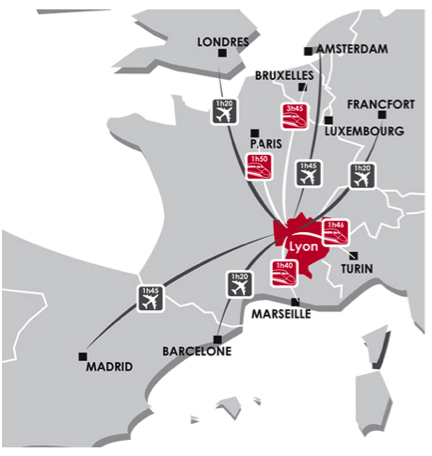 LONDRES
AMSTERDAM
BRUXELLES
1h20
3h45
FRANCFORT
LUXEMBOURG
PARIS
1h50
1h45
1h20
1h46
Lyon
1h40
TURIN
1h20
1h45
MARSEILLE
BARCELONE
MADRID